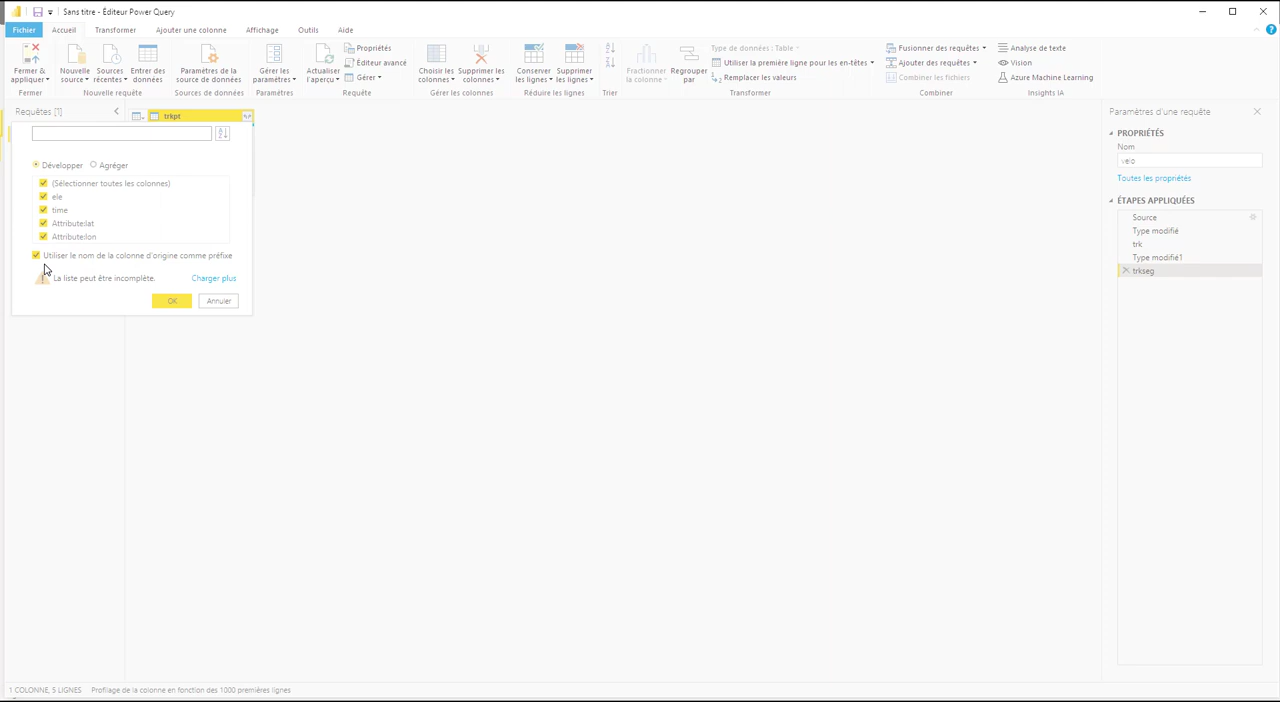 Sans titre - Éditeur Power Query
Fichier Accueil Transformer Ajouter une colonne Affichage Outils Aide
Fermer & appliquer
Nouvelle source
Sources récentes
Entrer des données
Paramètres de la source de données
Gérer les paramètres
Actualiser l'aperçu
Propriétés
Éditeur avancé
Gérer
Choisir les colonnes
Supprimer les colonnes
Conserver les lignes
Supprimer les lignes
Fractionner la colonne
Regrouper par
Type de données : Table
Utiliser la première ligne pour les en-têtes
Remplacer les valeurs
Fusionner des requêtes
Ajouter des requêtes
Combiner les fichiers
Analyse de texte
Vision
Azure Machine Learning
Fermer Nouvelle requête Sources de données Paramètres Requête Gérer les colonnes Réduire les lignes Trier Transformer Combiner Insights IA
Requêtes [1]
trkpt
Développer Agréger
(Sélectionner toutes les colonnes)
ele
time
Attribute:lat
Attribute:lon
Utiliser le nom de la colonne d'origine comme préfixe
La liste peut être incomplète. Charger plus
OK Annuler
Paramètres d'une requête
PROPRIÉTÉS
Nom
velo
Toutes les propriétés
ÉTAPES APPLIQUÉES
Source
Type modifié
trk
Type modifié1
trkseg
1 COLONNE, 5 LIGNES Profilage de la colonne en fonction des 1000 premières lignes